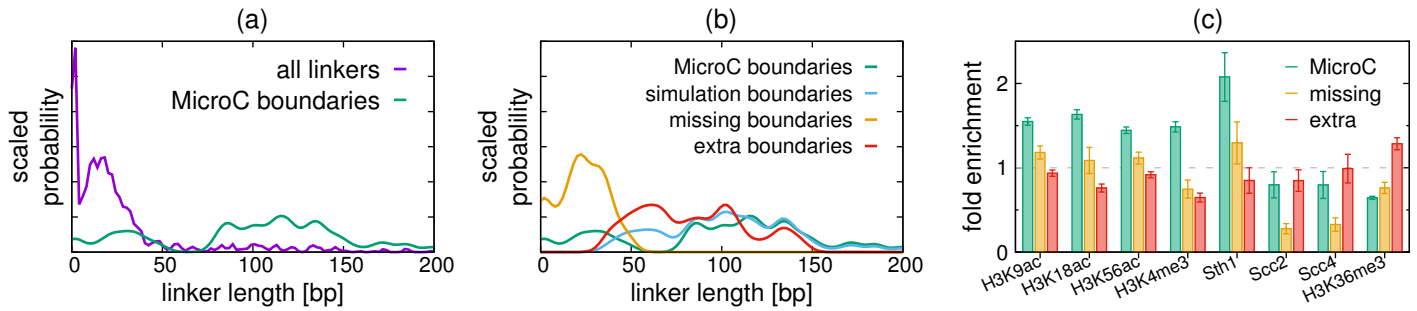 (a)
scaled
probablility
all linkers
MicroC boundaries
0
50
100
150
200
linker length [bp]
(b)
scaled
probablility
MicroC boundaries
simulation boundaries
missing boundaries
extra boundaries
0
50
100
150
200
linker length [bp]
(c)
fold enrichment
2
1
0
MicroC
missing
extra
H3K9ac
H3K18ac
H3K56ac
H3K4me3
Sth1
Scc2
Scc4
H3K36me3